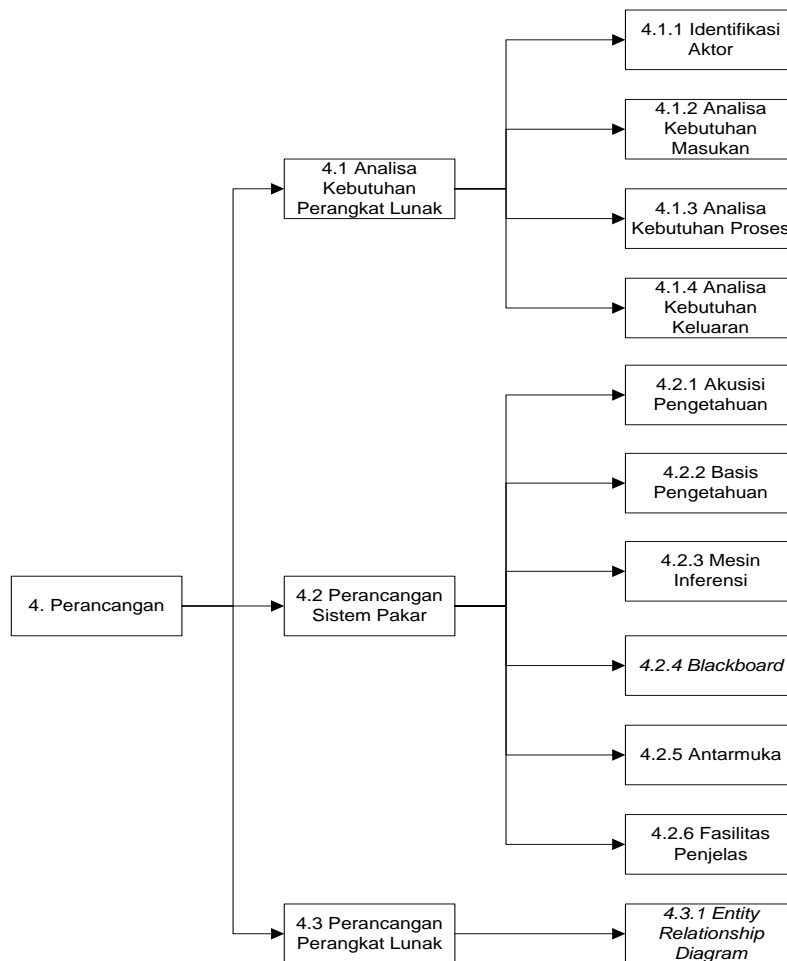 4. Perancangan
4.1 Analisa
Kebutuhan
Perangkat Lunak
4.1.1 Identifikasi
Aktor
4.1.2 Analisa
Kebutuhan
Masukan
4.1.3 Analisa
Kebutuhan Proses
4.1.4 Analisa
Kebutuhan
Keluaran
4.2 Perancangan
Sistem Pakar
4.2.1 Akusisi
Pengetahuan
4.2.2 Basis
Pengetahuan
4.2.3 Mesin
Inferensi
4.2.4 Blackboard
4.2.5 Antarmuka
4.2.6 Fasilitas
Penjelas
4.3 Perancangan
Perangkat Lunak
4.3.1 Entity
Relationship
Diagram